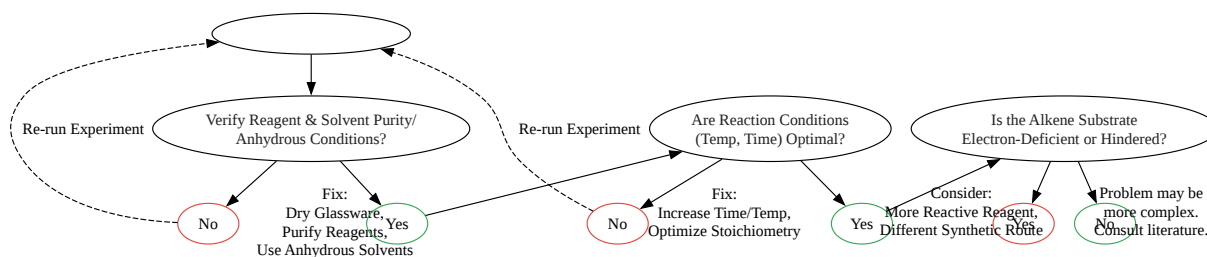 Re-run Experiment
Verify Reagent & Solvent Purity/
Anhydrous Conditions?
No
Fix:
Dry Glassware,
Purify Reagents,
Use Anhydrous Solvents
Yes
Re-run Experiment
Are Reaction Conditions
(Temp, Time) Optimal?
No
Fix:
Increase Time/Temp,
Optimize Stoichiometry
Yes
Is the Alkene Substrate
Electron-Deficient or Hindered?
Consider:
More Reactive Reagent,
Different Synthetic Route
Yes
Problem may be
more complex.
Consult literature.
No